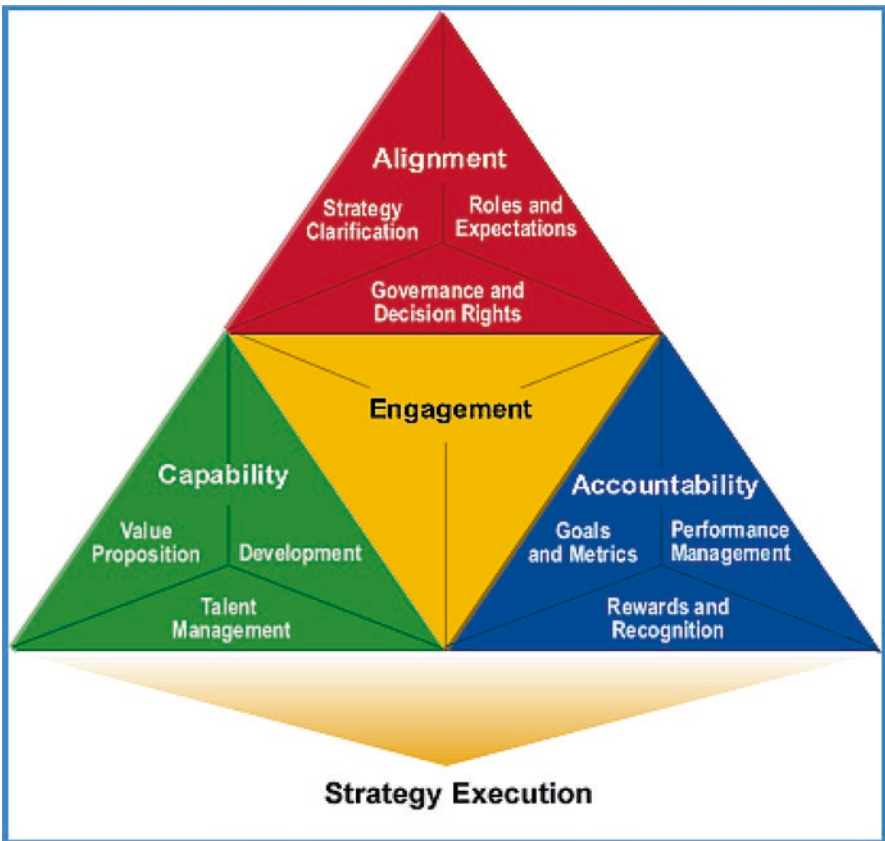 Alignment
Strategy
Clarification
Roles and
Expectations
Governance and
Decision Rights
Engagement
Capability
Value
Proposition
Development
Talent
Management
Accountability
Goals
and Metrics
Performance
Management
Rewards and
Recognition
Strategy Execution